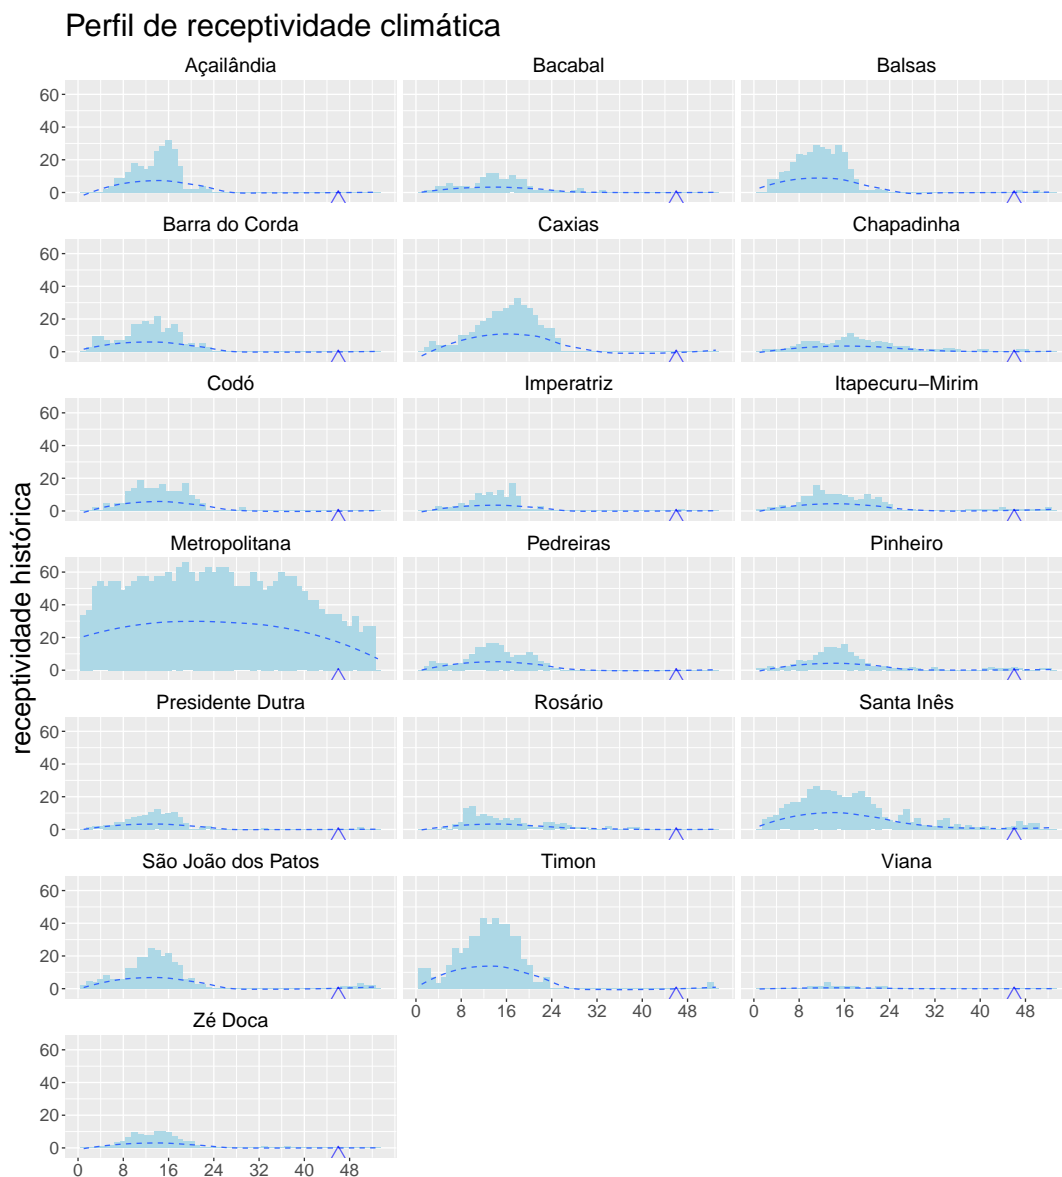 Perfil de receptividade climática
Açailândia Bacabal Balsas
60
40
20
0
Barra do Corda Caxias Chapadinha
60
40
20
0
Codó Imperatriz Itapecuru−Mirim
60
40
20
0
receptividade histórica
Metropolitana Pedreiras Pinheiro
60
40
20
0
Presidente Dutra Rosário Santa Inês
60
40
20
0
São João dos Patos Timon Viana
60
40
20
0
0 8 16 24 32 40 48 0 8 16 24 32 40 48
Zé Doca
60
40
20
0
0 8 16 24 32 40 48